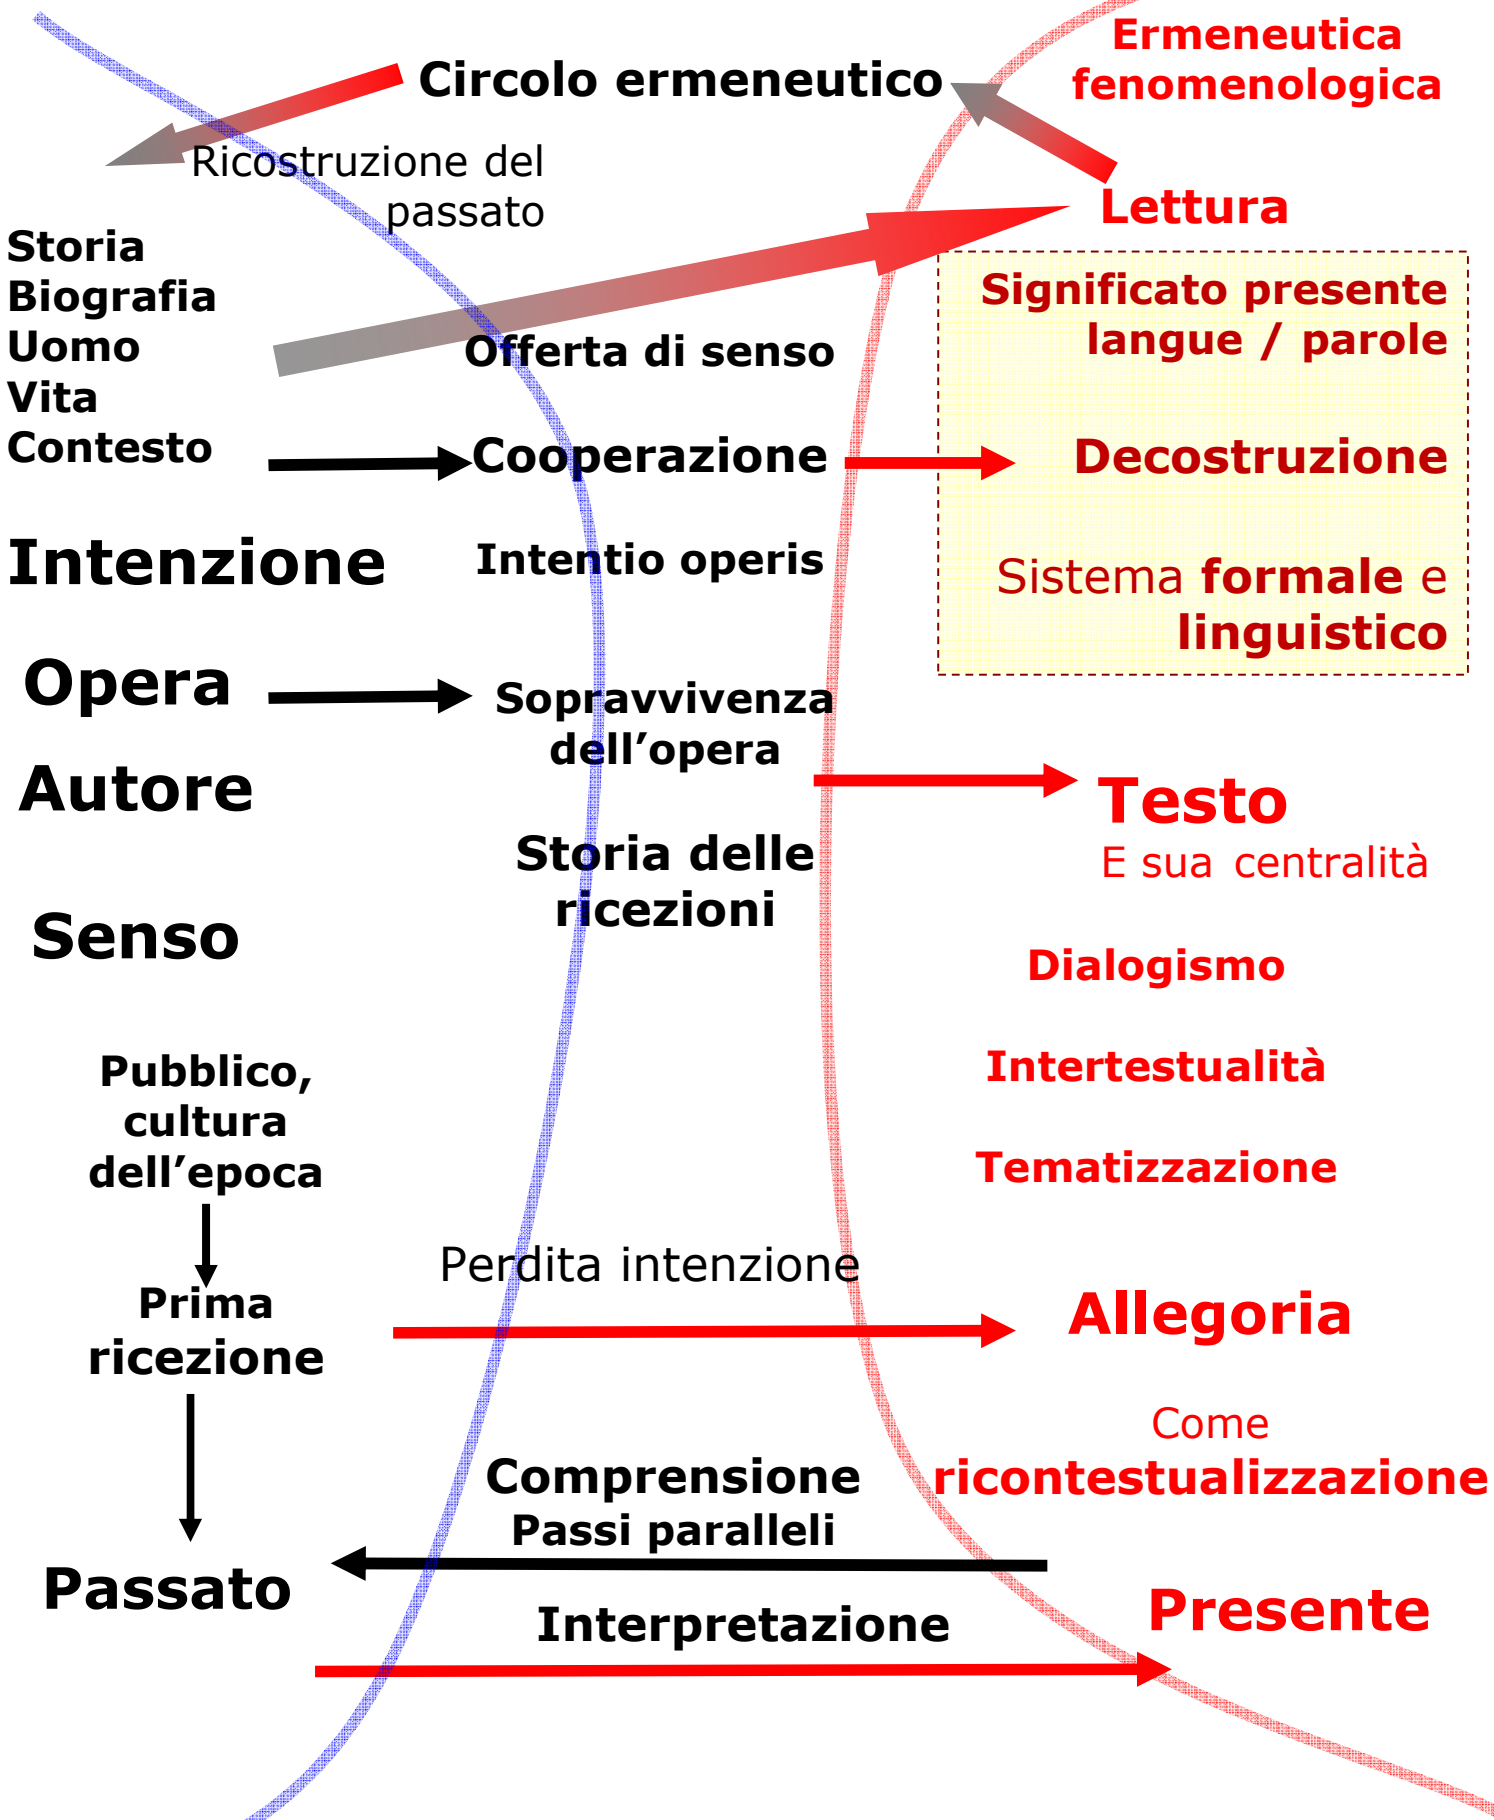 Ermeneutica
fenomenologica
Circolo ermeneutico
Ricostruzione del
passato
Lettura
Storia
Biografia
Uomo
Vita
Contesto
Offerta di senso
Significato presente
langue / parole
Cooperazione
Decostruzione
Intenzione
Intentio operis
Sistema formale e
linguistico
Opera
Sopravvivenza
dell’opera
Autore
Testo
E sua centralità
Storia delle
ricezioni
Senso
Dialogismo
Intertestualità
Tematizzazione
Pubblico,
cultura
dell’epoca
Prima
ricezione
Perdita intenzione
Allegoria
Come
ricontestualizzazione
Comprensione
Passi paralleli
Passato
Presente
Interpretazione